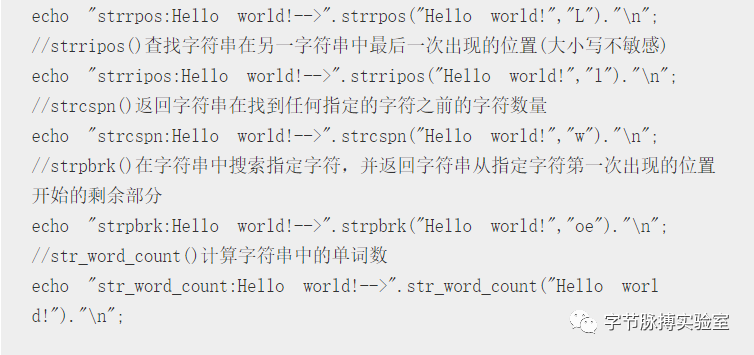 echo "strrpos:Hello world!-->".strrpos("Hello world!","L")."\n";
//strripos()查找字符串在另一字符串中最后一次出现的位置(大小写不敏感)
echo "strripos:Hello world!-->".strripos("Hello world!","l")."\n";
//strcspn()返回字符串在找到任何指定的字符之前的字符数量
echo "strcspn:Hello world!-->".strcspn("Hello world!","w")."\n";
//strpbrk()在字符串中搜索指定字符，并返回字符串从指定字符第一次出现的位置
开始的剩余部分
echo "strpbrk:Hello world!-->".strpbrk("Hello world!","oe")."\n";
//str_word_count()计算字符串中的单词数
echo "str_word_count:Hello world!-->".str_word_count("Hello worl
d!")."\n";
字节脉搏实验室